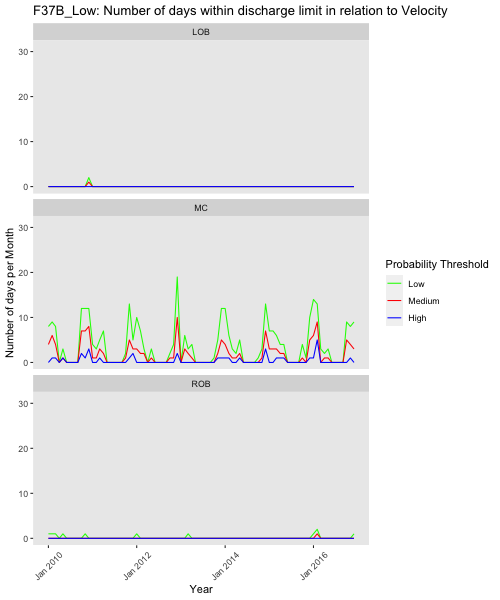 F37B_Low: Number of days within discharge limit in relation to Velocity
LOB
30
20
10
0
MC
30
20
10
0
ROB
30
20
10
0
Jan 2010
Jan 2012
Jan 2014
Jan 2016
Year
Number of days per Month
Probability Threshold
Low
Medium
High